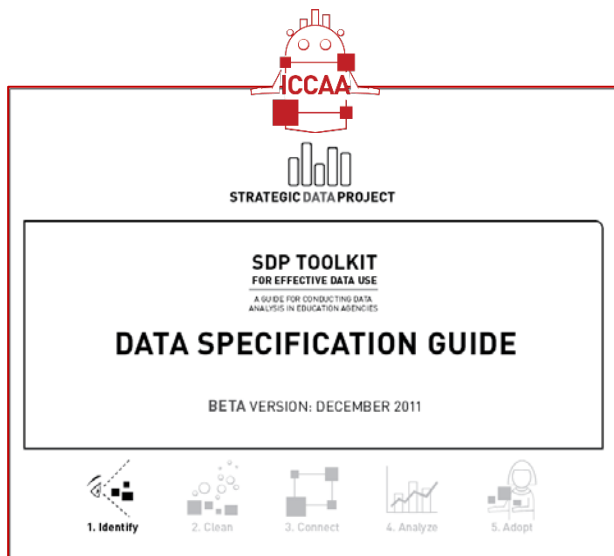 ICCAA
STRATEGIC DATA PROJECT
SDP TOOLKIT
FOR EFFECTIVE DATA USE
A GUIDE FOR CONDUCTING DATA
ANALYSIS IN EDUCATION AGENCIES
DATA SPECIFICATION GUIDE
BETA VERSION: DECEMBER 2011
1. Identify
2. Clean
3. Connect
4. Analyze
5. Adopt